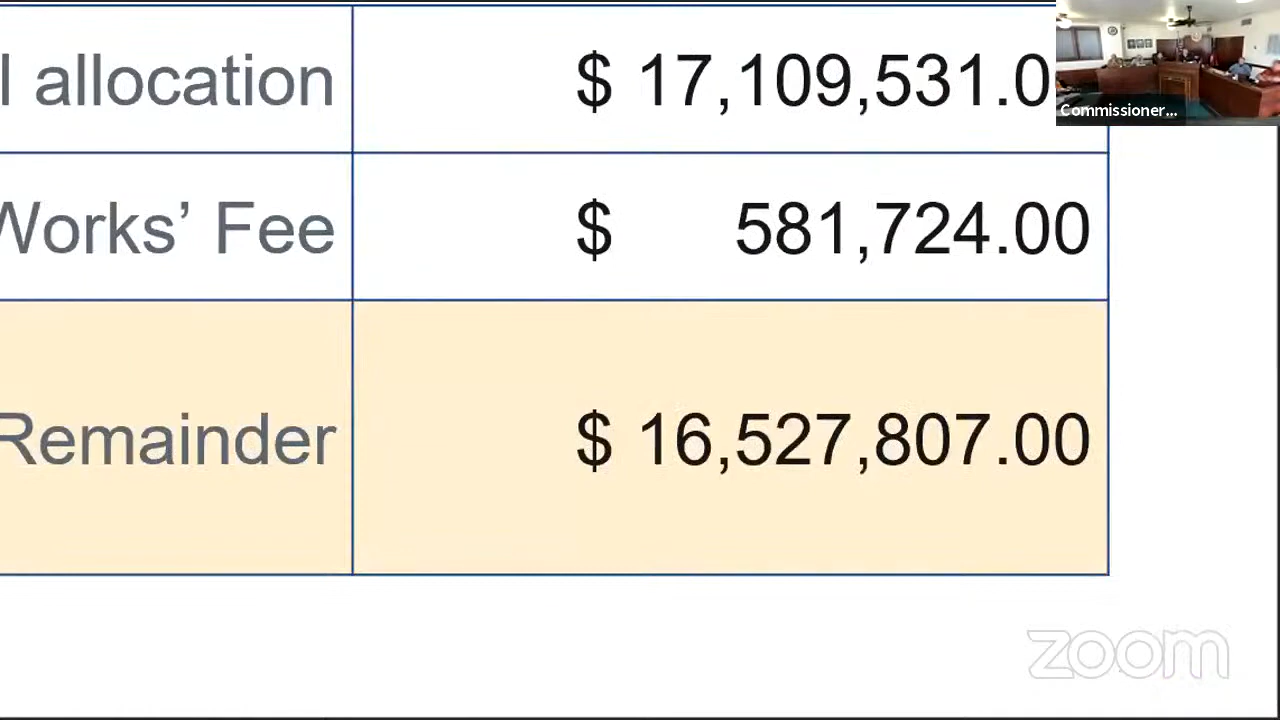 l allocation $ 17,109,531.0
Commissioner...
Works’ Fee $ 581,724.00
Remainder $ 16,527,807.00
zoom